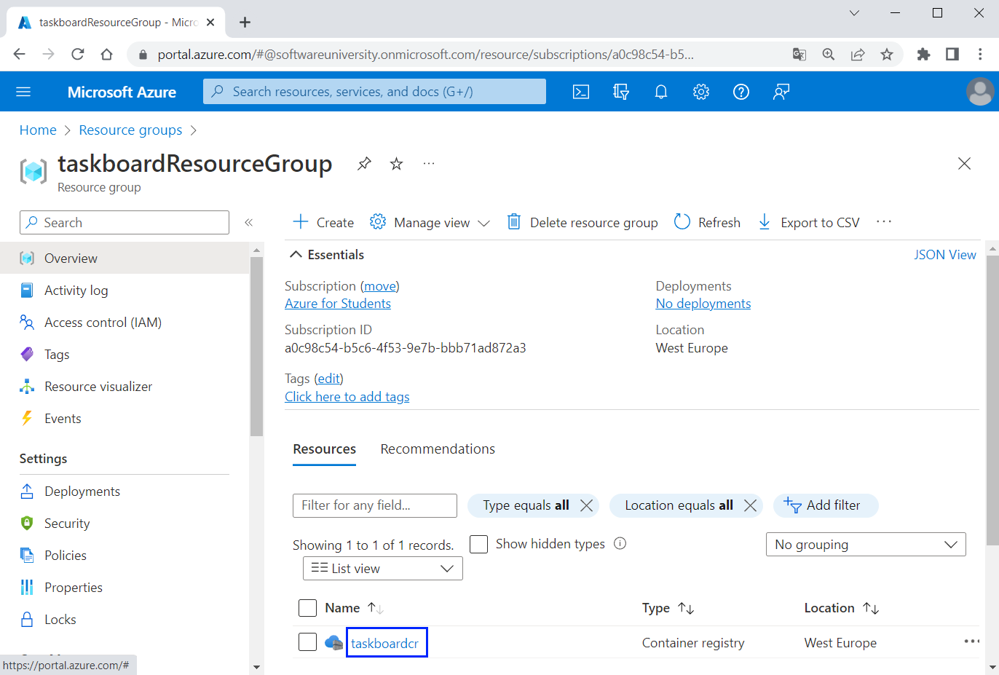 taskboardResourceGroup - Micro
portal.azure.com/#@softwareuniversity.onmicrosoft.com/resource/subscriptions/a0c98c54-b5...
Microsoft Azure
Search resources, services, and docs (G+/)
Home > Resource groups >
taskboardResourceGroup
Resource group
Search
«
Create
Manage view
Delete resource group
Refresh
Export to CSV
Overview
Activity log
Access control (IAM)
Tags
Resource visualizer
Events
Settings
Deployments
Security
Policies
Properties
Locks
https://portal.azure.com/#
Essentials
JSON View
Subscription (move)
Azure for Students
Subscription ID
a0c98c54-b5c6-4f53-9e7b-bbb71ad872a3
Tags (edit)
Click here to add tags
Deployments
No deployments
Location
West Europe
Resources
Recommendations
Filter for any field...
Type equals all
Location equals all
Add filter
Showing 1 to 1 of 1 records.
Show hidden types
No grouping
List view
Name Type Location
taskboardcr Container registry West Europe